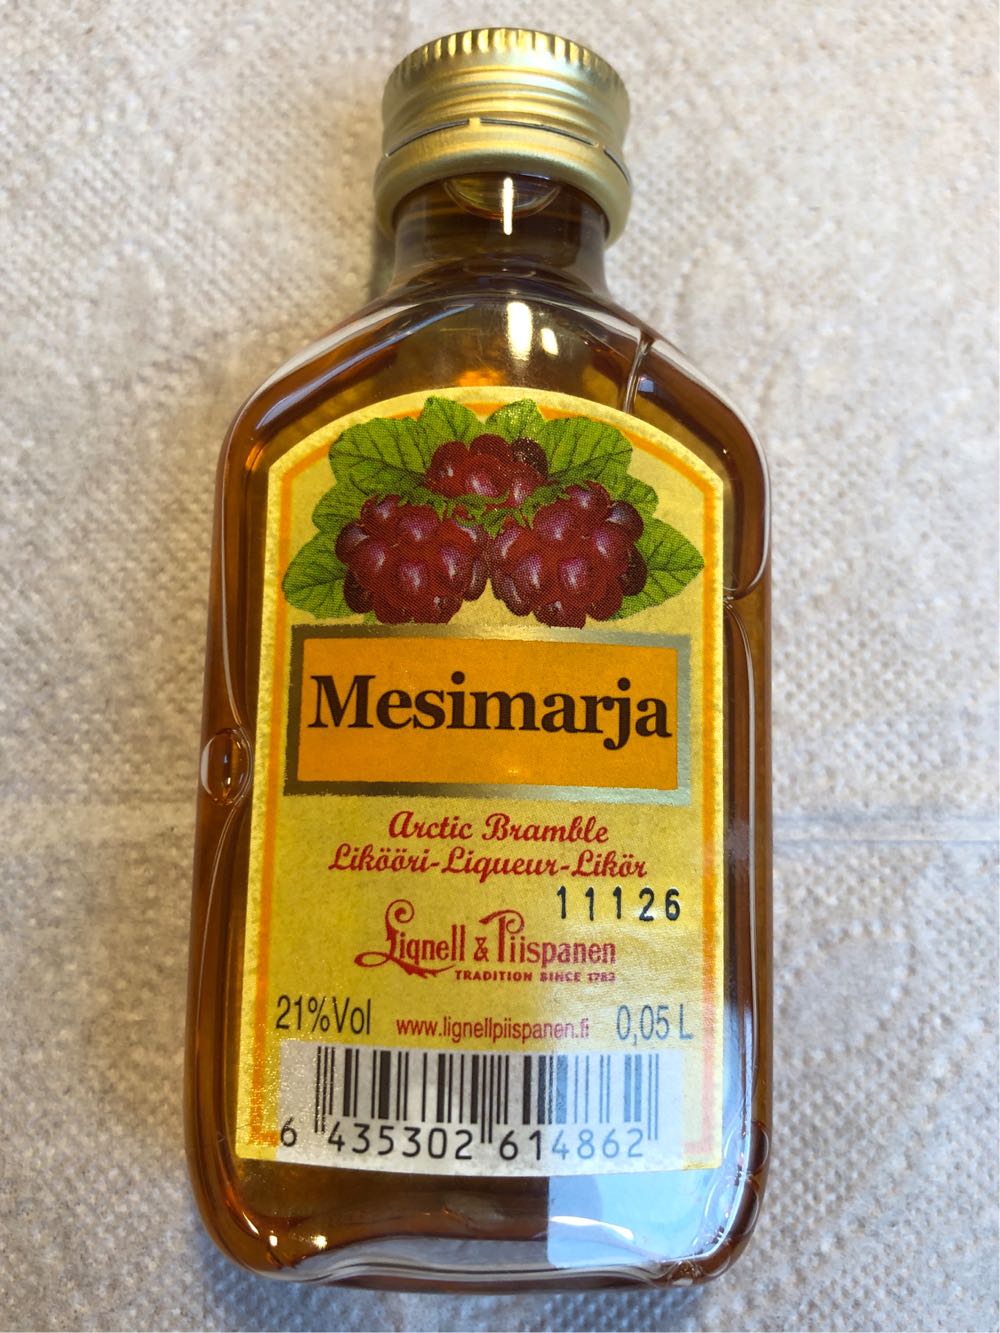 Mesimarja
Arctic Bramble
Likööri-Liqueur-Likör
11126
Lignell & Piispanen
TRADITION SINCE 1783
21%Vol www.lignellpiispanen.fi 0,05 L
6 435302 614862